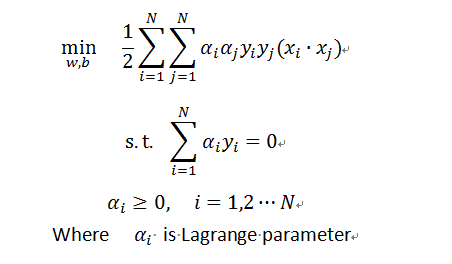 min w,b 1/2 ∑_{i=1}^{N} ∑_{j=1}^{N} α_i α_j y_i y_j (x_i · x_j)
s.t. ∑_{i=1}^{N} α_i y_i = 0
α_i ≥ 0, i = 1,2 ⋯ N
Where α_i is Lagrange parameter